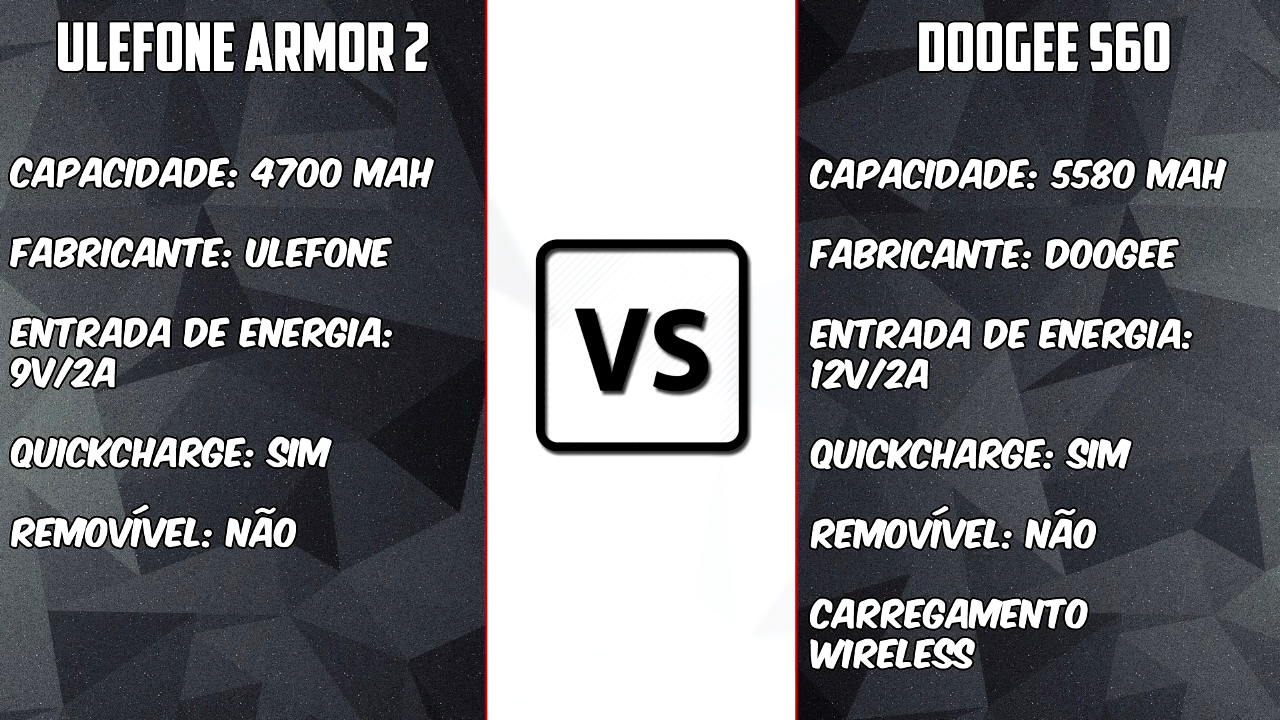 ULEFONE ARMOR 2
CAPACIDADE: 4700 MAH
FABRICANTE: ULEFONE
ENTRADA DE ENERGIA:
9V/2A
QUICKCHARGE: SIM
REMOVÍVEL: NÃO
VS
DOOGEE S60
CAPACIDADE: 5580 MAH
FABRICANTE: DOOGEE
ENTRADA DE ENERGIA:
12V/2A
QUICKCHARGE: SIM
REMOVÍVEL: NÃO
CARREGAMENTO
WIRELESS